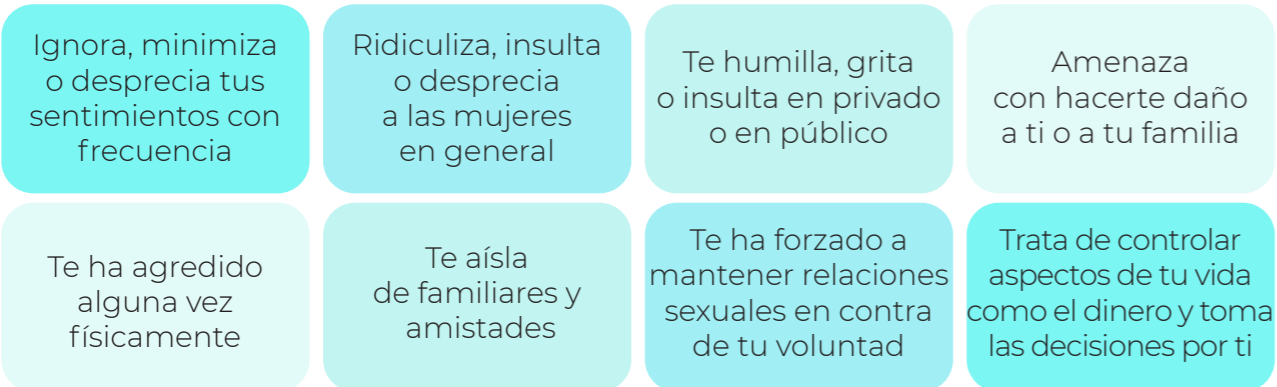 Ignora, minimiza
o desprecia tus
sentimientos con
frecuencia
Ridiculiza, insulta
o desprecia
a las mujeres
en general
Te humilla, grita
o insulta en privado
o en público
Amenaza
con hacerte daño
a ti o a tu familia
Te ha agredido
alguna vez
físicamente
Te aísla
de familiares y
amistades
Te ha forzado a
mantener relaciones
sexuales en contra
de tu voluntad
Trata de controlar
aspectos de tu vida
como el dinero y toma
las decisiones por ti